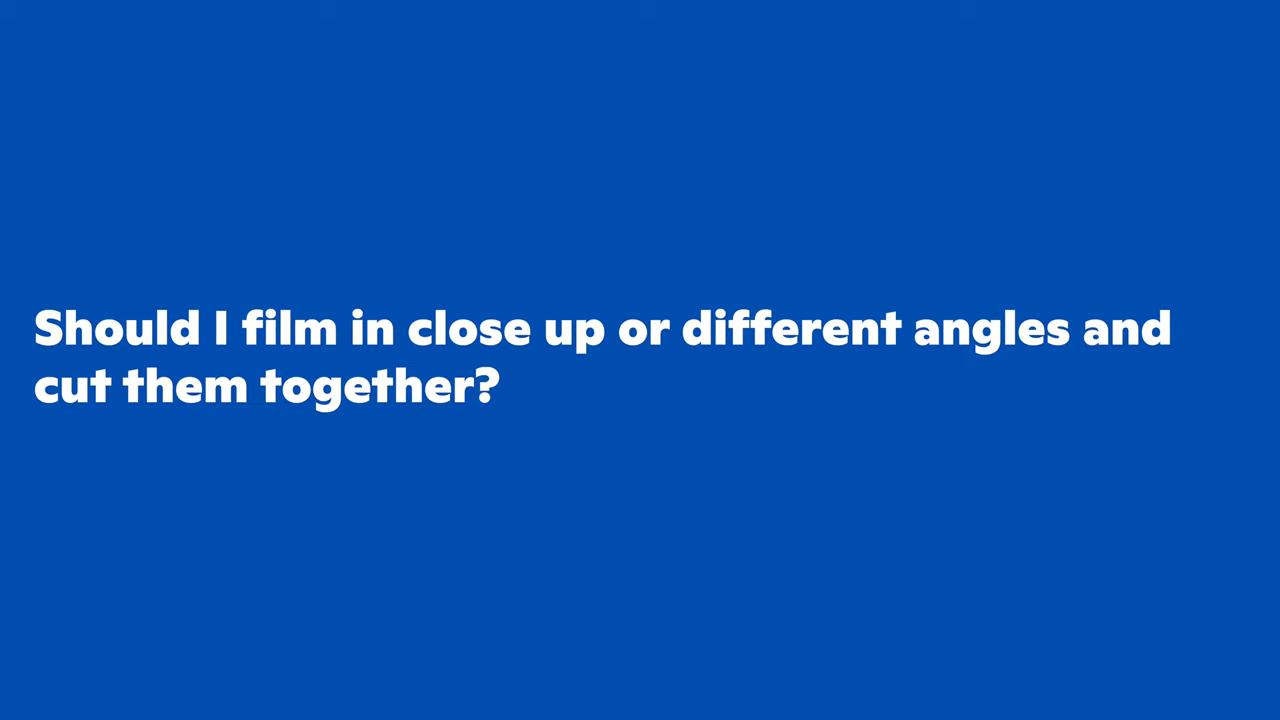 Should I film in close up or different angles and
cut them together?